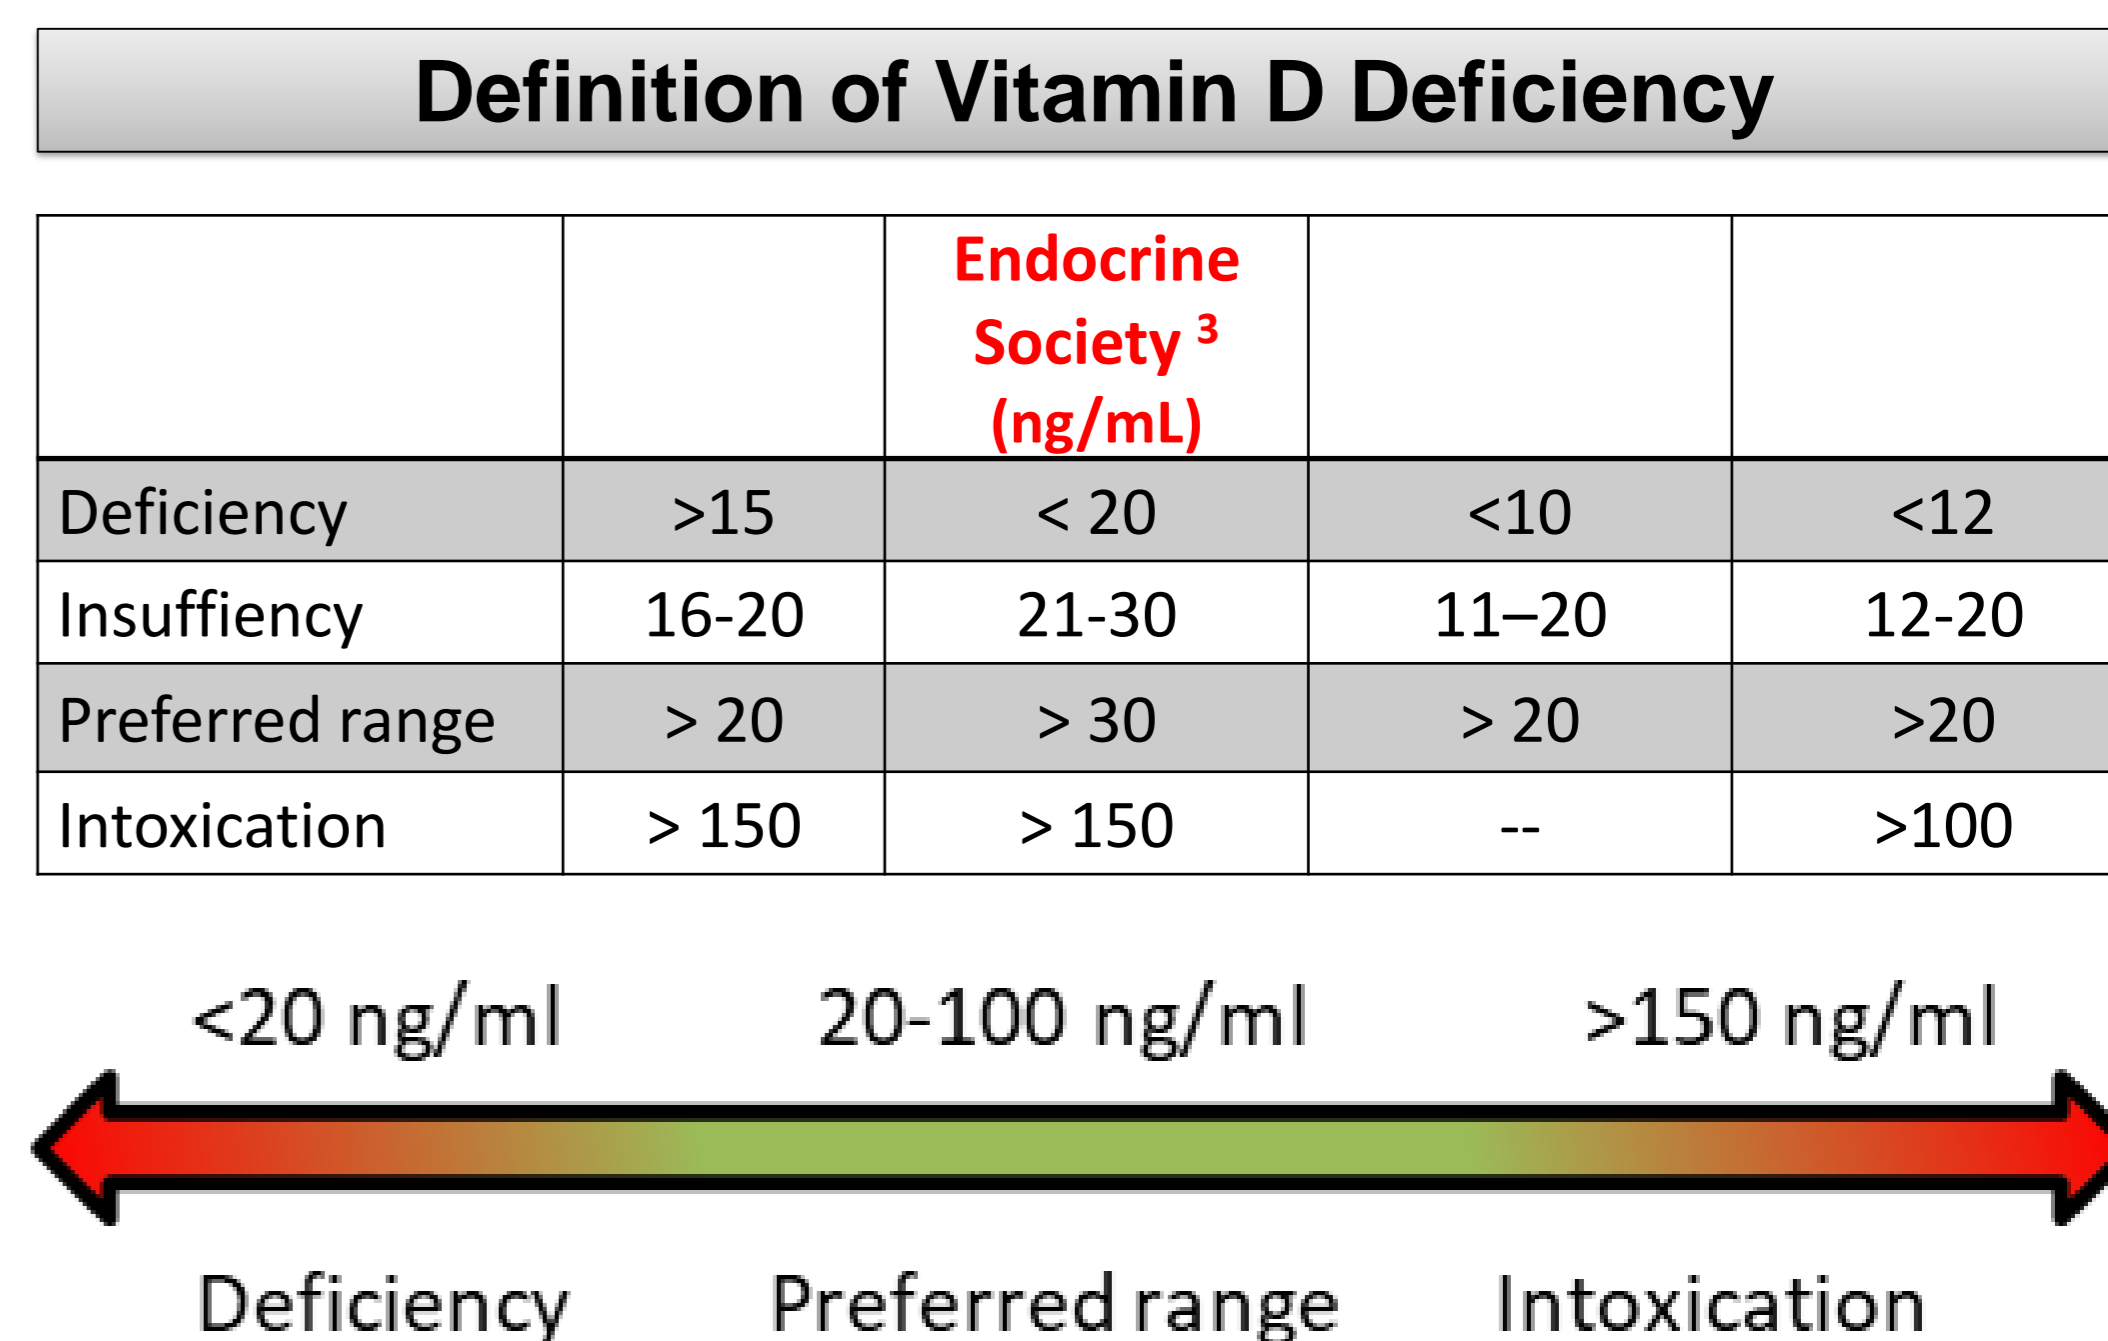 Definition of Vitamin D Deficiency
Endocrine
Society ³
(ng/mL)
Deficiency >15 < 20 <10 <12
Insuffiency 16-20 21-30 11–20 12-20
Preferred range > 20 > 30 > 20 >20
Intoxication > 150 > 150 -- >100
<20 ng/ml 20-100 ng/ml >150 ng/ml
Deficiency Preferred range Intoxication